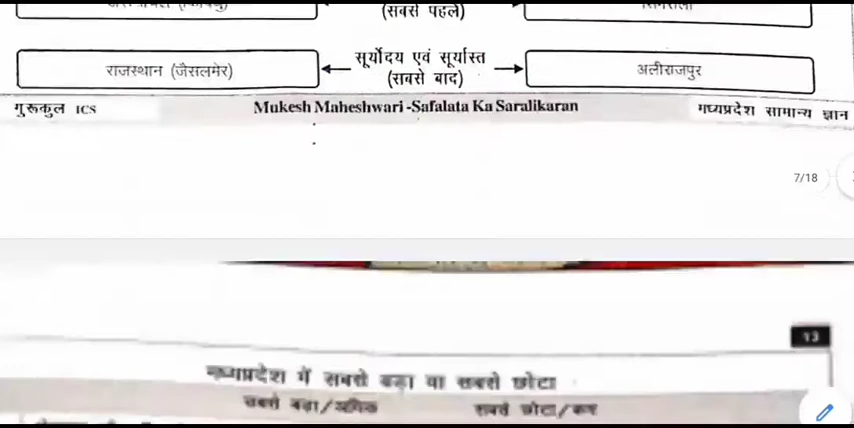 (सबसे पहले)
राजस्थान (जैसलमेर)
सूर्योदय एवं सूर्यास्त
(सबसे बाद)
अलीराजपुर
गुरूकुल ICS
Mukesh Maheshwari -Safalata Ka Saralikaran
मध्यप्रदेश सामान्य ज्ञान
7/18
13
मध्यप्रदेश में सबसे बड़ा या सबसे छोटा
सबसे बड़ा/अधिक
सबसे छोटा/कम